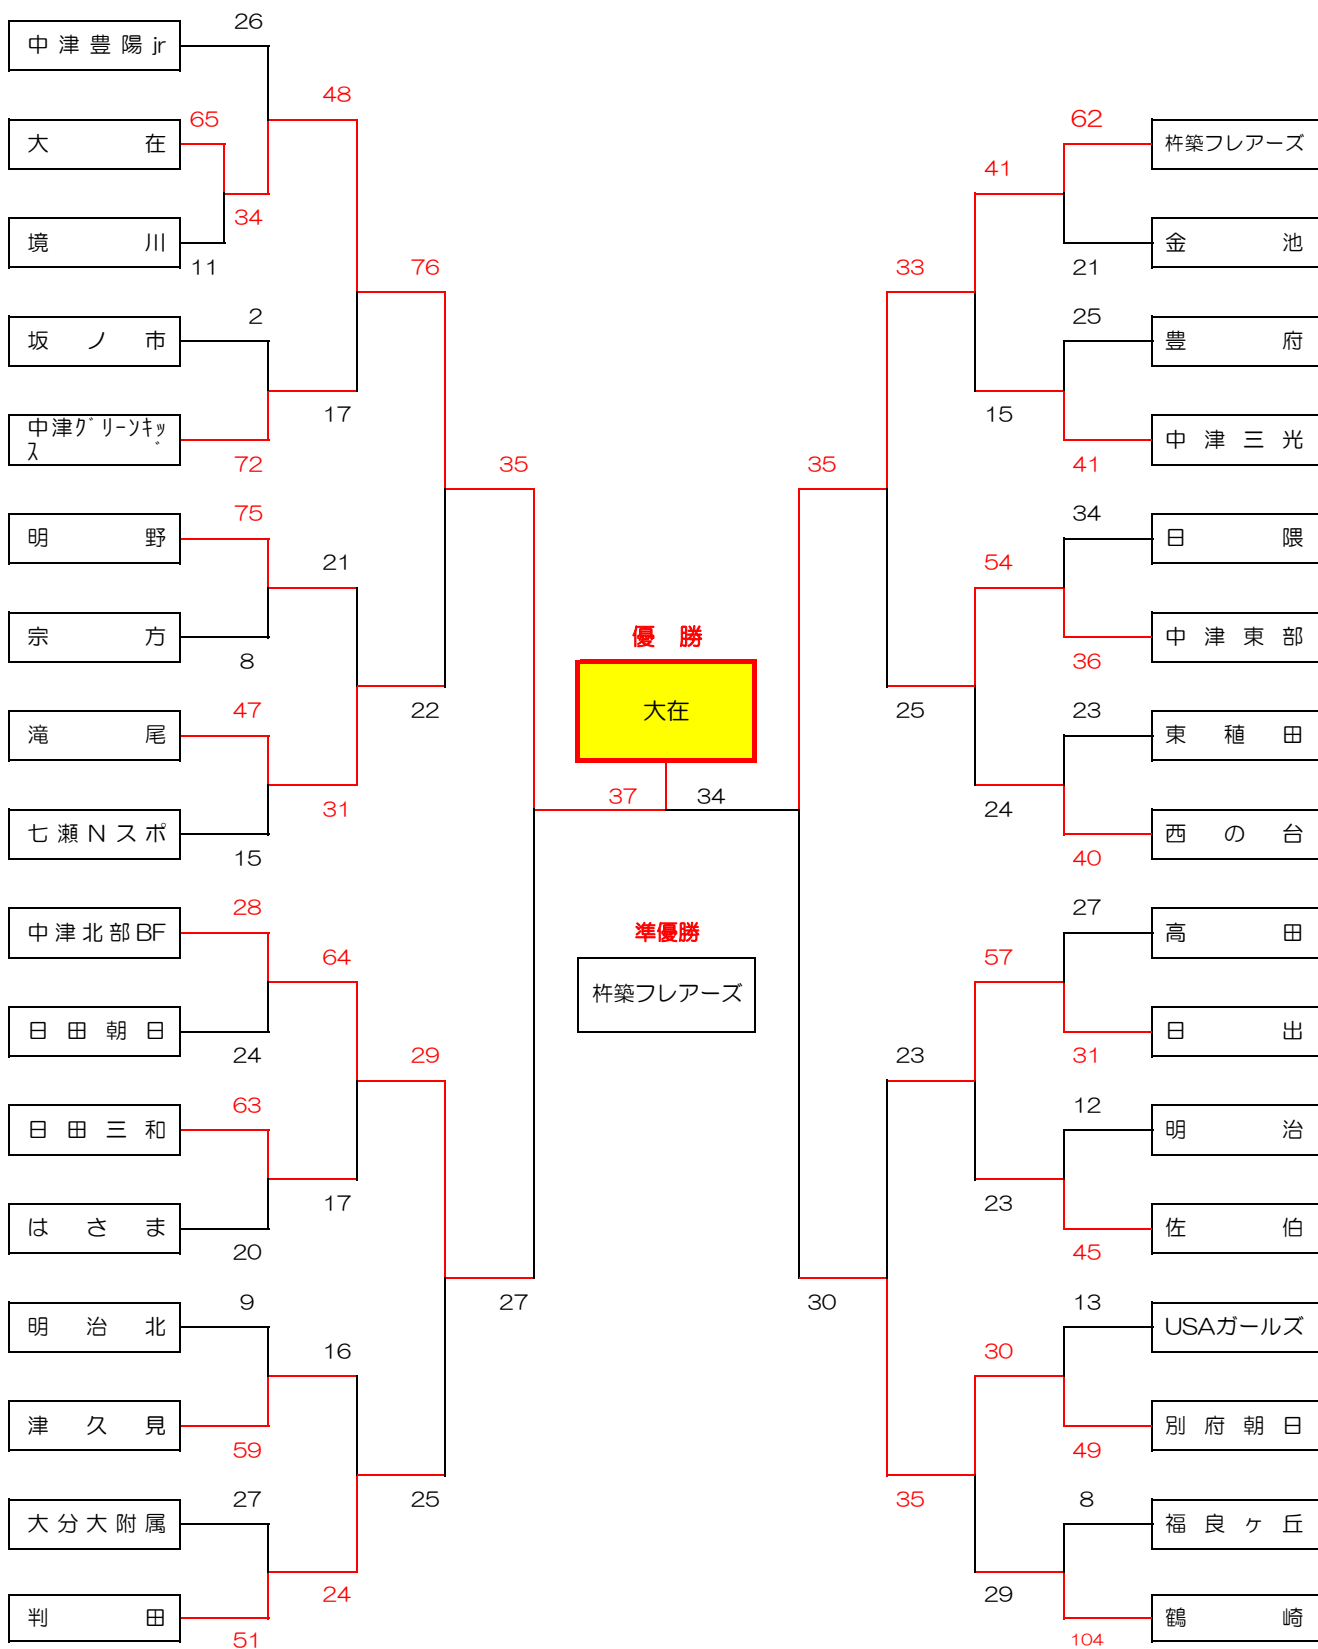 26
中津豊陽jr
48
65
大在
34
境川
11
76
2
坂ノ市
17
中津グリーンキッズ
72
35
75
明野
21
宗方
8
47
22
滝尾
31
七瀬Nスポ
15
28
中津北部BF
64
日田朝日
24
29
63
日田三和
17
はさま
20
9
27
明治北
16
津久見
59
27
25
大分大附属
24
判田
51
優勝
大在
37
34
準優勝
杵築フレアーズ
62
杵築フレアーズ
41
金池
21
33
25
豊府
15
中津三光
41
35
34
日隈
54
中津東部
36
25
23
東稙田
24
西の台
40
27
高田
57
日出
31
23
12
明治
23
佐伯
45
30
13
USAガールズ
30
別府朝日
49
35
8
福良ヶ丘
29
鶴崎
104